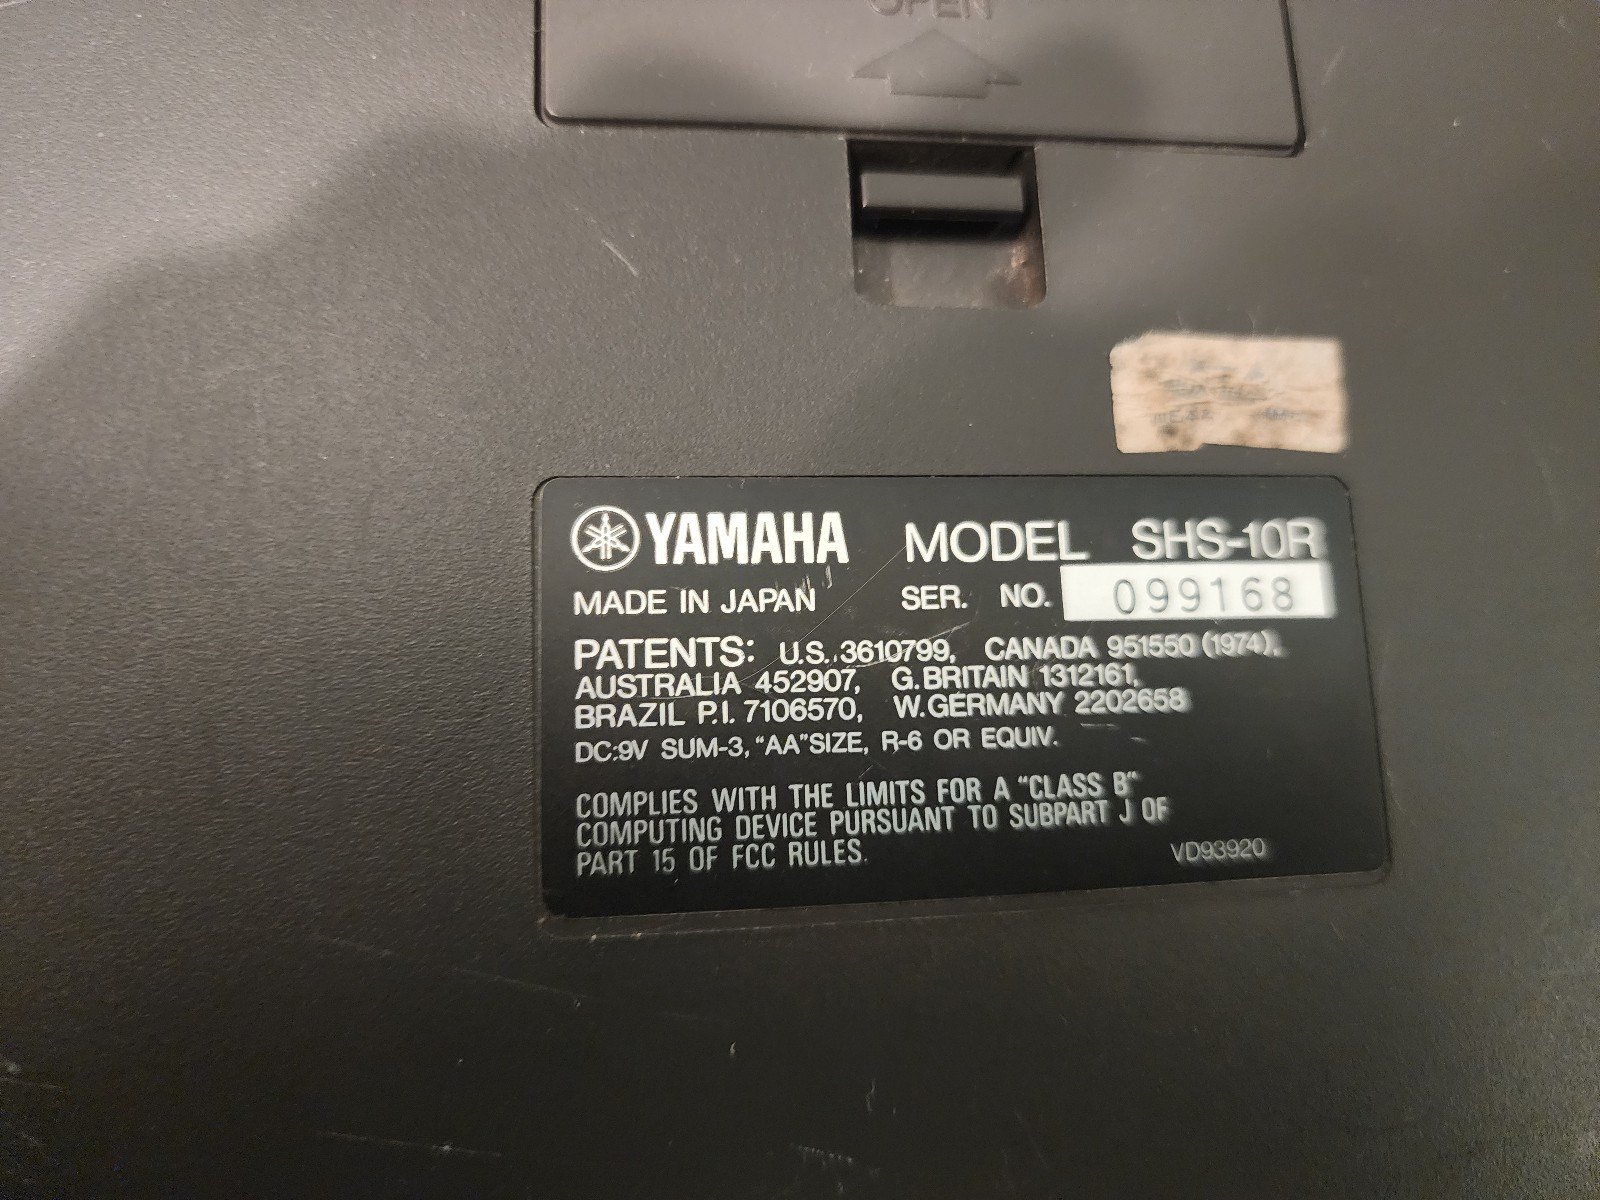 OPEN
YAMAHA MODEL SHS-10R
MADE IN JAPAN SER. NO. 099168
PATENTS: U.S. 3610799, CANADA 951550 (1974),
AUSTRALIA 452907, G.BRITAIN 1312161,
BRAZIL P.I. 7106570, W.GERMANY 2202658
DC:9V SUM-3, "AA"SIZE, R-6 OR EQUIV.
COMPLIES WITH THE LIMITS FOR A "CLASS B"
COMPUTING DEVICE PURSUANT TO SUBPART J OF
PART 15 OF FCC RULES.
VD93920